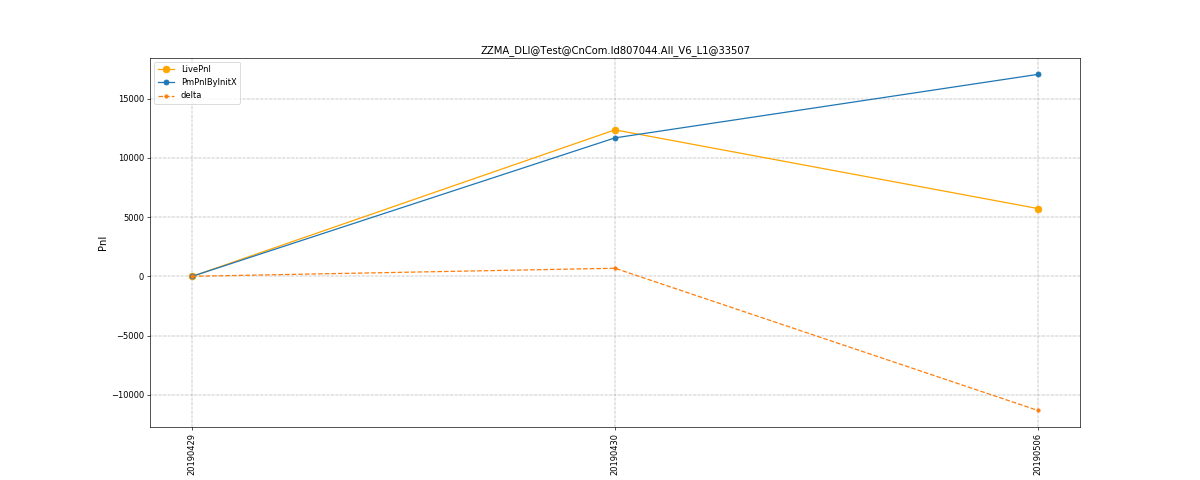 ZZMA_DLI@Test@CnCom.Id807044.All_V6_L1@33507
LivePnl
PmPnlByInitX
delta
15000
10000
5000
0
−5000
−10000
Pnl
20190429
20190430
20190506